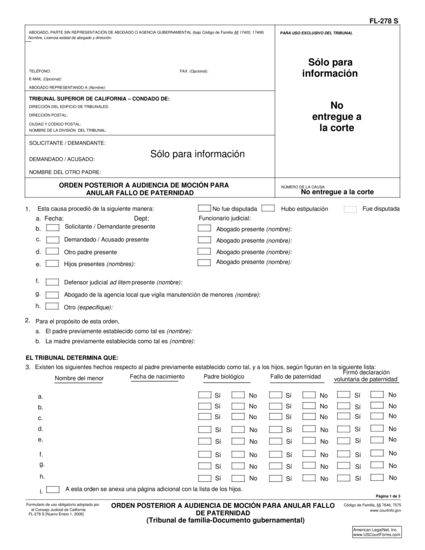 FL-278 S
ABOGADO, PARTE SIN REPRESENTACIÓN DE ABOGADO O AGENCIA GUBERNAMENTAL (bajo Código de Familia §§ 17400, 17406)
Nombre, Licencia estatal de abogado y dirección:
PARA USO EXCLUSIVO DEL TRIBUNAL
TELÉFONO: FAX (Opcional):
E-MAIL (Opcional):
ABOGADO REPRESENTANDO A (Nombre):
Sólo para
información
TRIBUNAL SUPERIOR DE CALIFORNIA – CONDADO DE:
DIRECCIÓN DEL EDIFICIO DE TRIBUNALES:
DIRECCIÓN POSTAL:
CIUDAD Y CÓDIGO POSTAL:
NOMBRE DE LA DIVISIÓN DEL TRIBUNAL:
No
entregue a
la corte
SOLICITANTE / DEMANDANTE:
DEMANDADO / ACUSADO:
NOMBRE DEL OTRO PADRE:
Sólo para información
ORDEN POSTERIOR A AUDIENCIA DE MOCIÓN PARA
ANULAR FALLO DE PATERNIDAD
NÚMERO DE LA CAUSA:
No entregue a la corte
1. Esta causa procedió de la siguiente manera: No fue disputada Hubo estipulación Fue disputada
a. Fecha: Dept: Funcionario judicial:
b. Solicitante / Demandante presente Abogado presente (nombre):
c. Demandado / Acusado presente Abogado presente (nombre):
d. Otro padre presente Abogado presente (nombre):
e. Hijos presentes (nombres): Abogado presente (nombre):
f. Defensor judicial ad litem presente (nombre):
g. Abogado de la agencia local que vigila manutención de menores (nombre):
h. Otro (especifique):
2. Para el propósito de esta orden,
a. El padre previamente establecido como tal es (nombre):
b. La madre previamente establecida como tal es (nombre):
EL TRIBUNAL DETERMINA QUE:
3. Existen los siguientes hechos respecto al padre previamente establecido como tal, y a los hijos, según figuran en la siguiente lista:
Nombre del menor Fecha de nacimiento Padre biológico Fallo de paternidad Firmó declaración
voluntaria de paternidad
a. Sí No Sí No Sí No
b. Sí No Sí No Sí No
c. Sí No Sí No Sí No
d. Sí No Sí No Sí No
e. Sí No Sí No Sí No
f. Sí No Sí No Sí No
g. Sí No Sí No Sí No
h. Sí No Sí No Sí No
i. A esta orden se anexa una página adicional con la lista de los hijos.
Página 1 de 3
Formulario de uso obligatorio adoptado por
el Consejo Judicial de California
FL-278 S [Nuevo Enero 1, 2006]
ORDEN POSTERIOR A AUDIENCIA DE MOCIÓN PARA ANULAR FALLO
DE PATERNIDAD
(Tribunal de familia-Documento gubernamental)
Código de Familia, §§ 7646, 7575
www.courtinfo.gov
American LegalNet, Inc.
www.USCourtForms.com